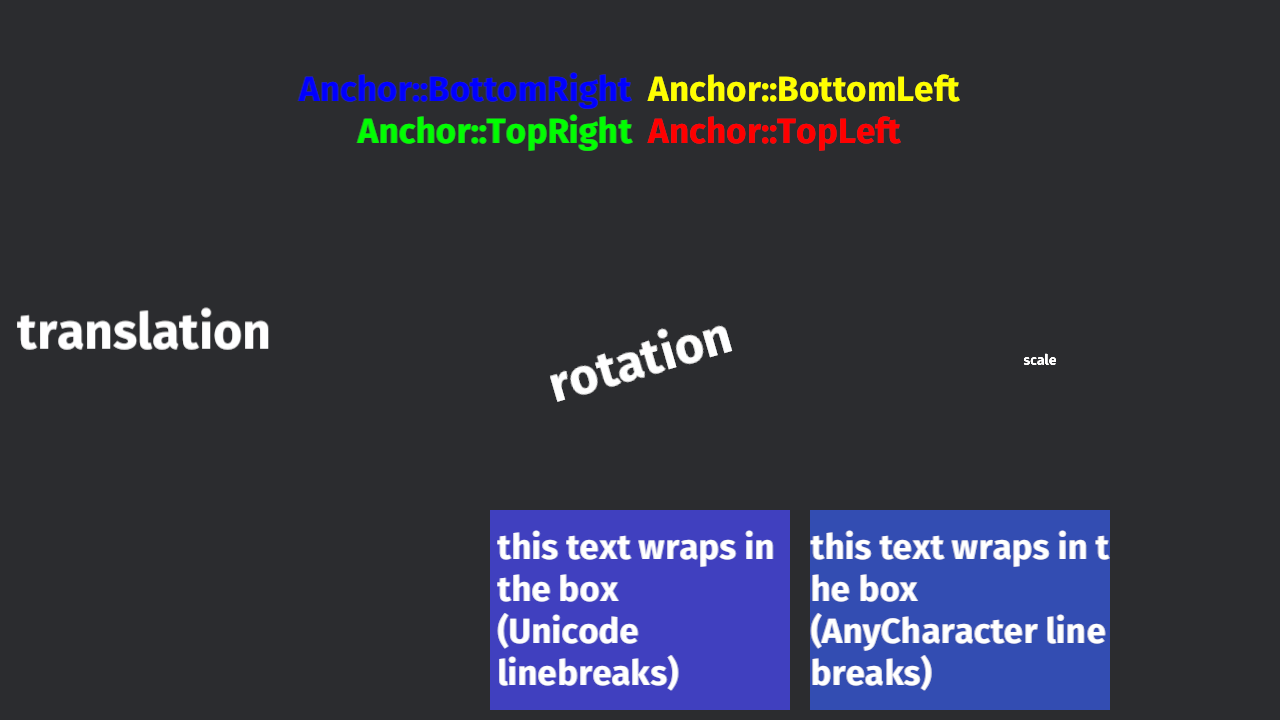 Anchor::BottomRight Anchor::BottomLeft
Anchor::TopRight Anchor::TopLeft
translation
rotation
scale
this text wraps in
the box
(Unicode
linebreaks)
this text wraps in t
he box
(AnyCharacter line
breaks)